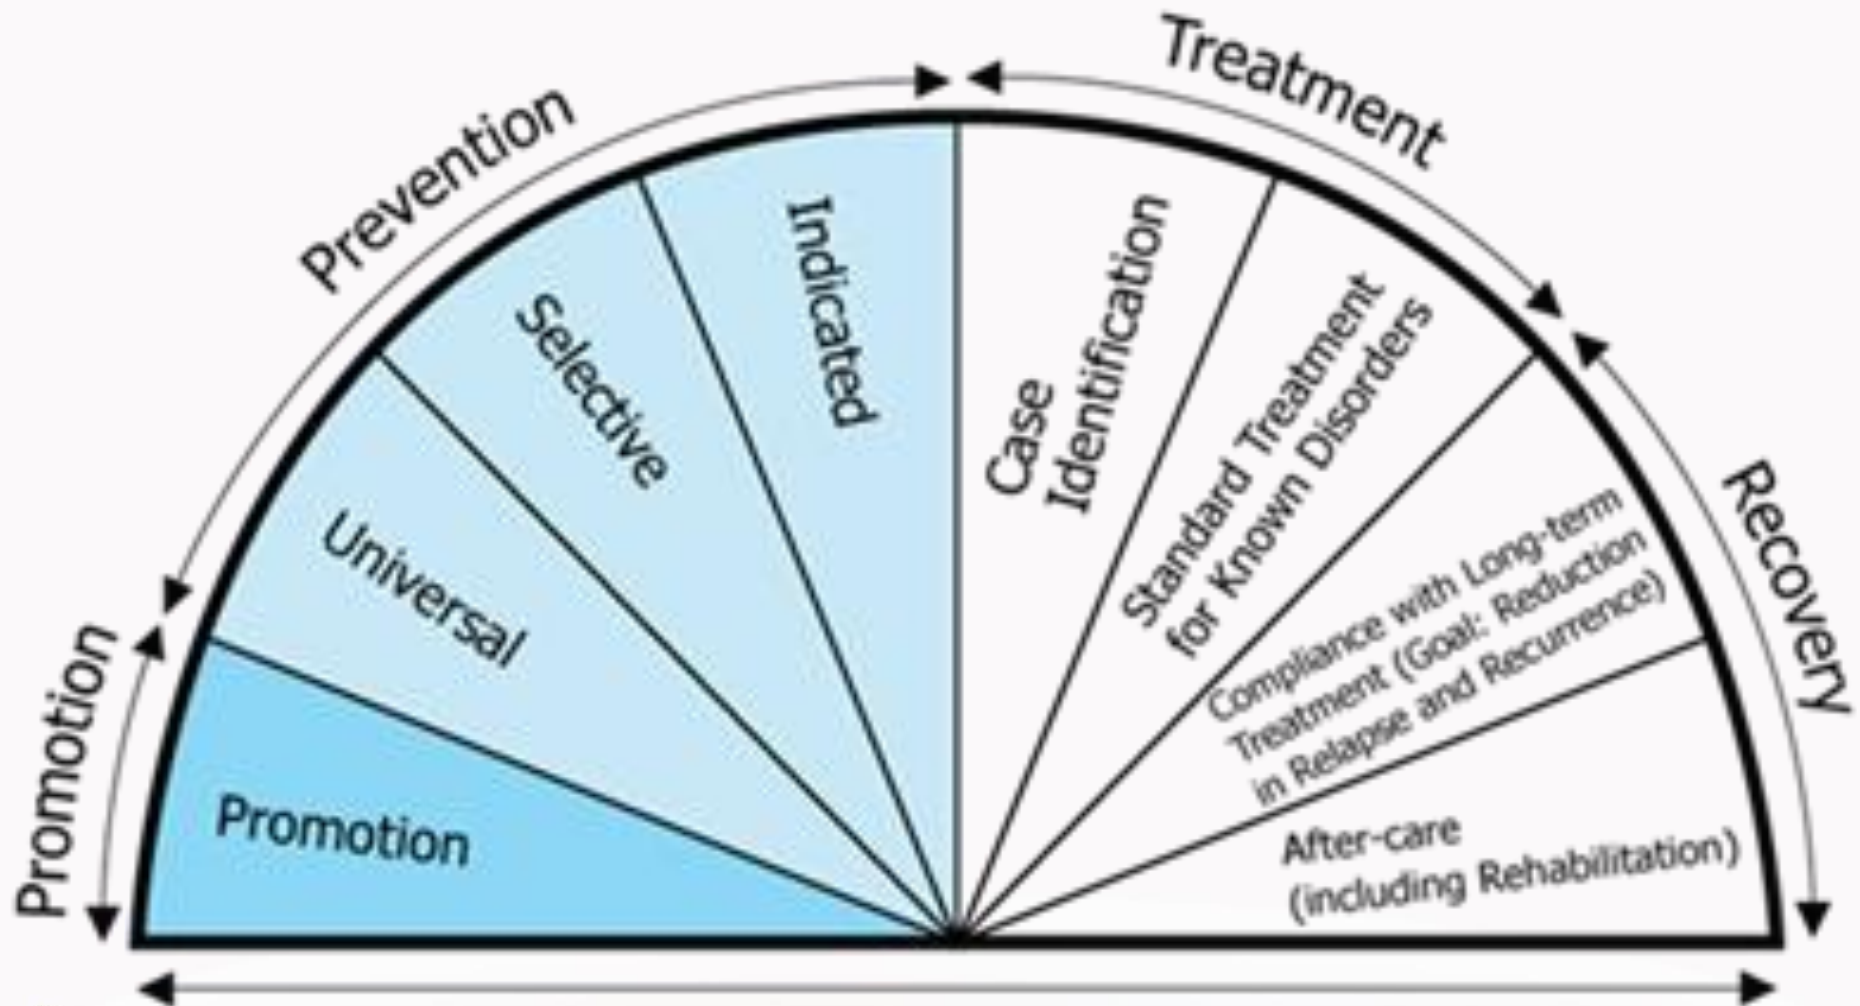 Promotion
Prevention
Treatment
Recovery
Promotion
Universal
Selective
Indicated
Case
Identification
Standard Treatment
for Known Disorders
Compliance with Long-term
Treatment (Goal: Reduction
in Relapse and Recurrence)
After-care
(including Rehabilitation)